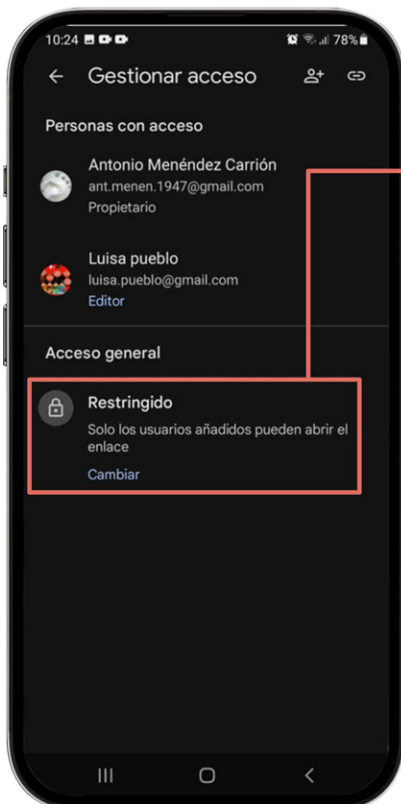 10:24 78%
Gestionar acceso
Personas con acceso
Antonio Menéndez Carrión
ant.menen.1947@gmail.com
Propietario
Luisa pueblo
luisa.pueblo@gmail.com
Editor
Acceso general
Restringido
Solo los usuarios añadidos pueden abrir el
enlace
Cambiar